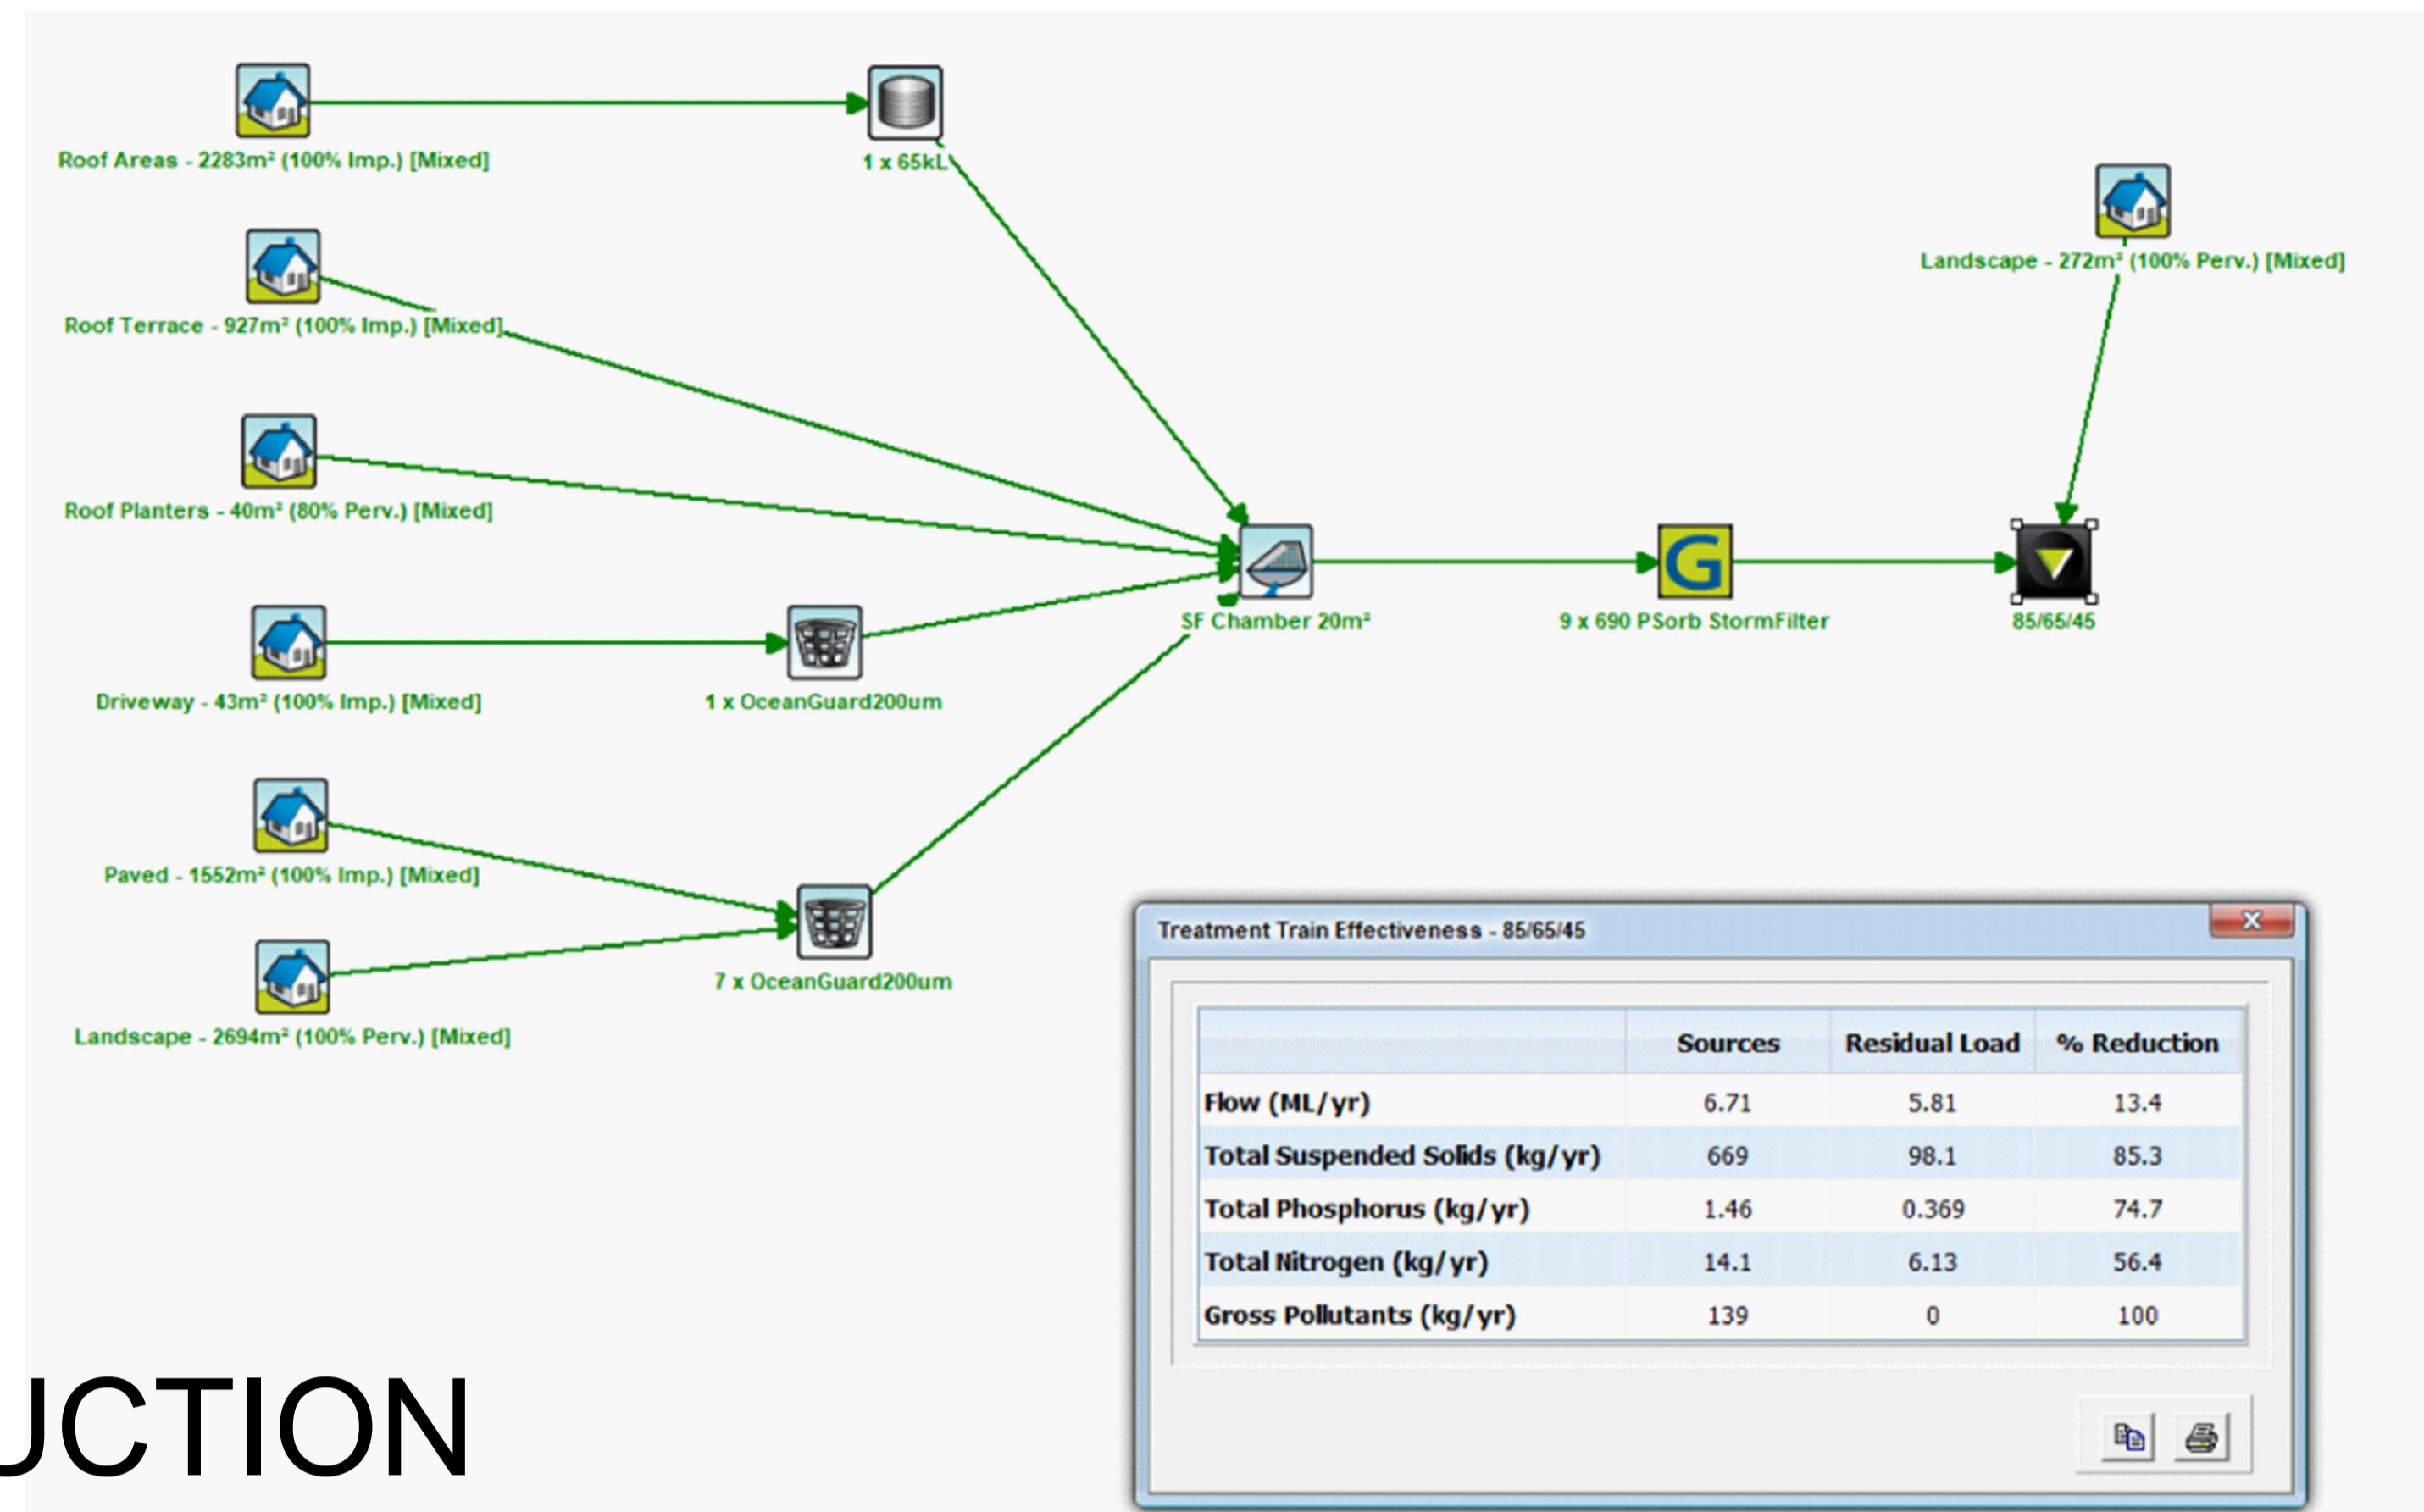 Roof Areas - 2283m² (100% Imp.) [Mixed]
1 x 65kL
Landscape - 272m² (100% Perv.) [Mixed]
Roof Terrace - 927m² (100% Imp.) [Mixed]
Roof Planters - 40m² (80% Perv.) [Mixed]
G
SF Chamber 20m²
9 x 690 PSorb StormFilter
85/65/45
Driveway - 43m² (100% Imp.) [Mixed]
1 x OceanGuard200um
Paved - 1552m² (100% Imp.) [Mixed]
7 x OceanGuard200um
Landscape - 2694m² (100% Perv.) [Mixed]
Treatment Train Effectiveness - 85/65/45
Sources Residual Load % Reduction
Flow (ML/yr) 6.71 5.81 13.4
Total Suspended Solids (kg/yr) 669 98.1 85.3
Total Phosphorus (kg/yr) 1.46 0.369 74.7
Total Nitrogen (kg/yr) 14.1 6.13 56.4
Gross Pollutants (kg/yr) 139 0 100
UCTION